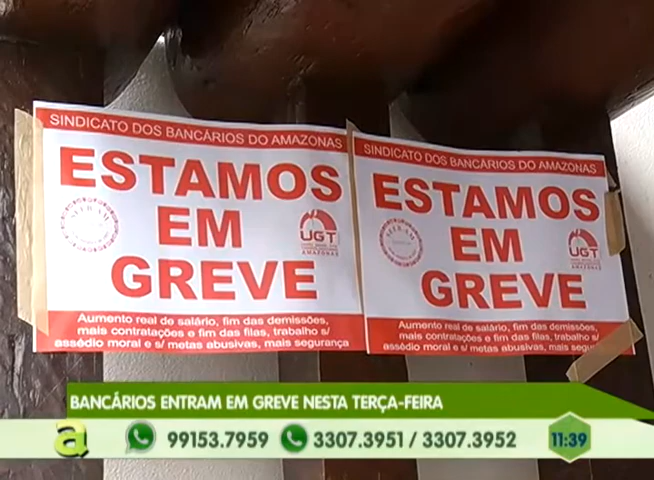 SINDICATO DOS BANCÁRIOS DO AMAZONAS
ESTAMOS
EM
GREVE
UGT
AMAZONAS
Aumento real de salário, fim das demissões,
mais contratações e fim das filas, trabalho s/
assédio moral e s/ metas abusivas, mais segurança
SINDICATO DOS BANCÁRIOS DO AMAZONAS
ESTAMOS
EM
GREVE
UGT
AMAZONAS
Aumento real de salário, fim das demissões,
mais contratações e fim das filas, trabalho s/
assédio moral e s/ metas abusivas, mais
BANCÁRIOS ENTRAM EM GREVE NESTA TERÇA-FEIRA
a 99153.7959 3307.3951 / 3307.3952 11:39